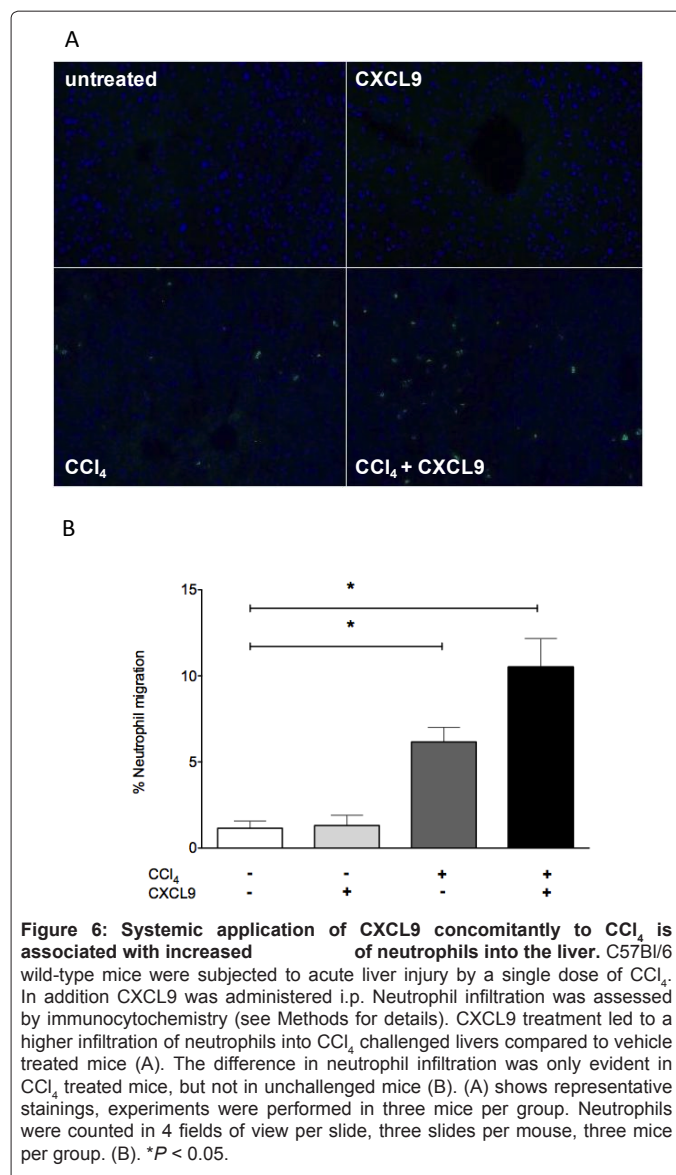 A
untreated
CXCL9
CCl₄
CCl₄ + CXCL9
B
% Neutrophil migration
15
10
5
0
*
*
CCl₄ - - + +
CXCL9 - + - +
Figure 6: Systemic application of CXCL9 concomitantly to CCl₄ is
associated with increased of neutrophils into the liver. C57Bl/6
wild-type mice were subjected to acute liver injury by a single dose of CCl₄.
In addition CXCL9 was administered i.p. Neutrophil infiltration was assessed
by immunocytochemistry (see Methods for details). CXCL9 treatment led to a
higher infiltration of neutrophils into CCl₄ challenged livers compared to vehicle
treated mice (A). The difference in neutrophil infiltration was only evident in
CCl₄ treated mice, but not in unchallenged mice (B). (A) shows representative
stainings, experiments were performed in three mice per group. Neutrophils
were counted in 4 fields of view per slide, three slides per mouse, three mice
per group. (B). *P < 0.05.